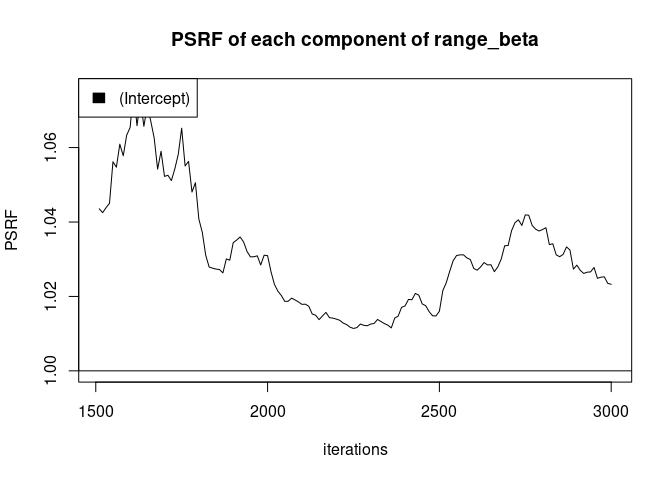 PSRF of each component of range_beta
(Intercept)
PSRF
1.06
1.04
1.02
1.00
1500 2000 2500 3000
iterations